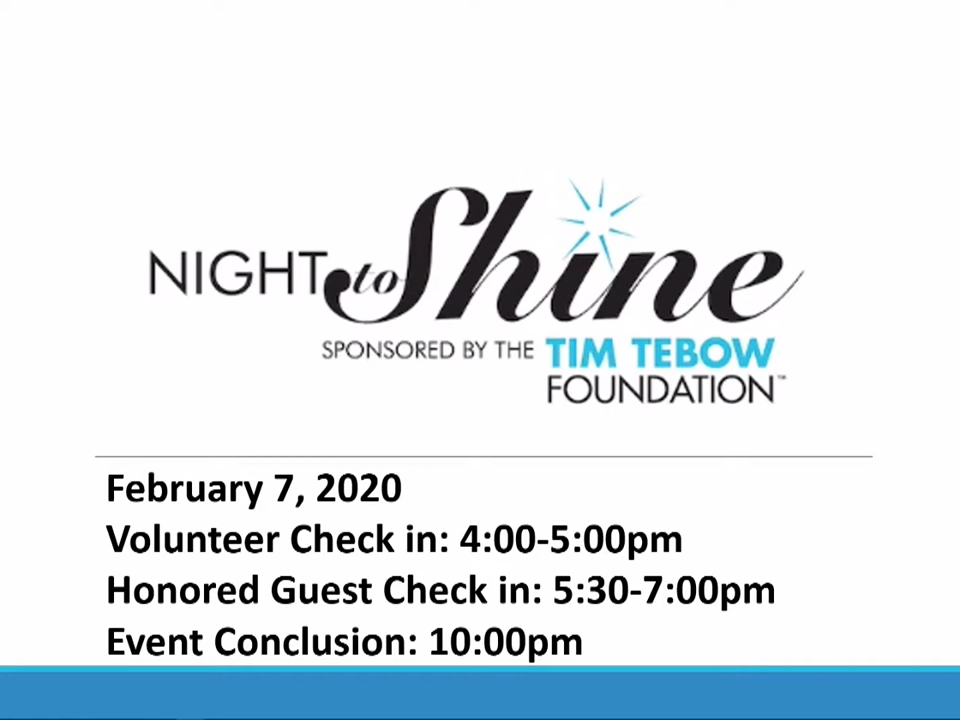 NIGHT to Shine
SPONSORED BY THE TIM TEBOW
FOUNDATION™
February 7, 2020
Volunteer Check in: 4:00-5:00pm
Honored Guest Check in: 5:30-7:00pm
Event Conclusion: 10:00pm